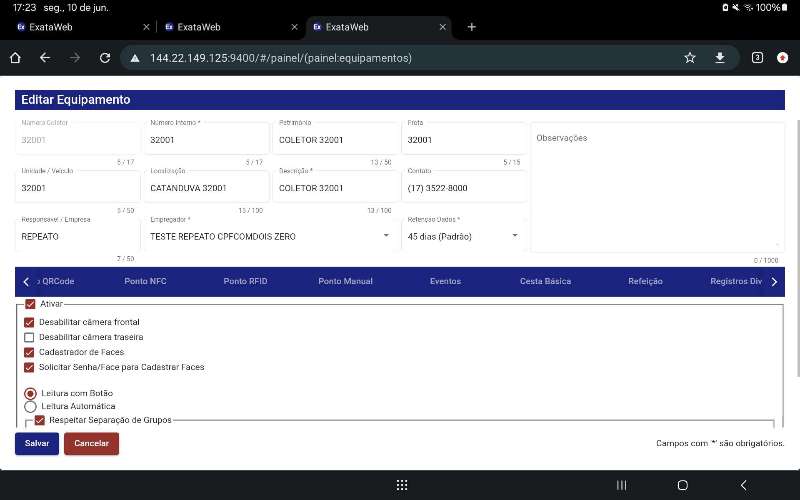 17:23 seg., 10 de jun.
100%
ExataWeb
ExataWeb
ExataWeb
144.22.149.125:9400/#/painel/(painel:equipamentos)
3
Editar Equipamento
Número Coletor
32001
5 / 17
Número Interno *
32001
5 / 17
Patrimônio
COLETOR 32001
13 / 50
Frota
32001
5 / 15
Observações
0 / 1000
Unidade / Veículo
32001
5 / 50
Localização
CATANDUVA 32001
15 / 100
Descrição *
COLETOR 32001
13 / 100
Contato
(17) 3522-8000
Responsável / Empresa
REPEATO
7 / 50
Empregador *
TESTE REPEATO CPFCOMDOIS ZERO
Retenção Dados *
45 dias (Padrão)
QRCode
Ponto NFC
Ponto RFID
Ponto Manual
Eventos
Cesta Básica
Refeição
Registros Div
Ativar
Desabilitar câmera frontal
Desabilitar câmera traseira
Cadastrador de Faces
Solicitar Senha/Face para Cadastrar Faces
Leitura com Botão
Leitura Automática
Respeitar Separação de Grupos
Salvar
Cancelar
Campos com '*' são obrigatórios.